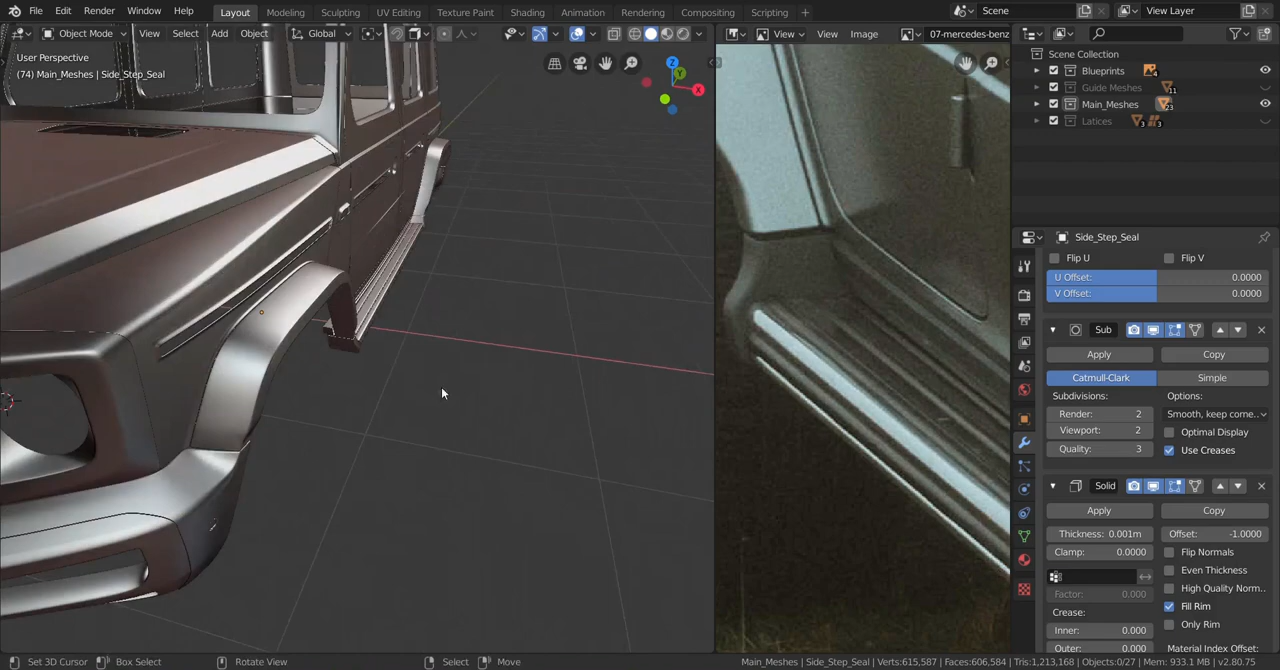 File Edit Render Window Help
Layout Modeling Sculpting UV Editing Texture Paint Shading Animation Rendering Compositing Scripting +
Scene
View Layer
Object Mode View Select Add Object Global
View View Image 07-mercedes-benz
User Perspective
(74) Main_Meshes | Side_Step_Seal
Z
Y
X
Scene Collection
Blueprints 4
Guide Meshes 11
Main_Meshes 23
Latices 3 3
Side_Step_Seal
Flip U Flip V
U Offset: 0.0000
V Offset: 0.0000
Sub
Apply Copy
Catmull-Clark Simple
Subdivisions: Options:
Render: 2 Smooth, keep corne..
Viewport: 2 Optimal Display
Quality: 3 Use Creases
Solid
Apply Copy
Thickness: 0.001m Offset: -1.0000
Clamp: 0.0000 Flip Normals
Even Thickness
High Quality Norm..
Factor: 0.000 Fill Rim
Crease: Only Rim
Inner: 0.000
Outer: 0.000 Material Index Offset:
Set 3D Cursor Box Select Rotate View Select Move Main_Meshes | Side_Step_Seal | Verts:615,587 | Faces:606,584 | Tris:1,213,168 | Objects:0/27 | Mem: 933.1 MB | v2.80.75